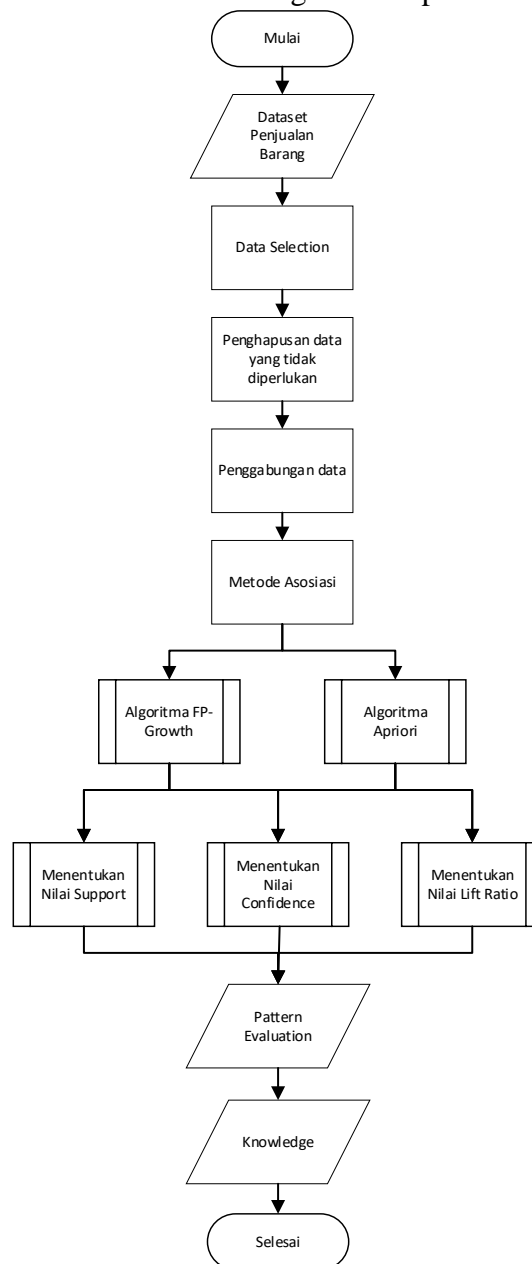 Mulai
Dataset
Penjualan
Barang
Data Selection
Penghapusan data
yang tidak
diperlukan
Penggabungan data
Metode Asosiasi
Algoritma FP-
Growth
Algoritma
Apriori
Menentukan
Nilai Support
Menentukan
Nilai
Confidence
Menentukan
Nilai Lift Ratio
Pattern
Evaluation
Knowledge
Selesai